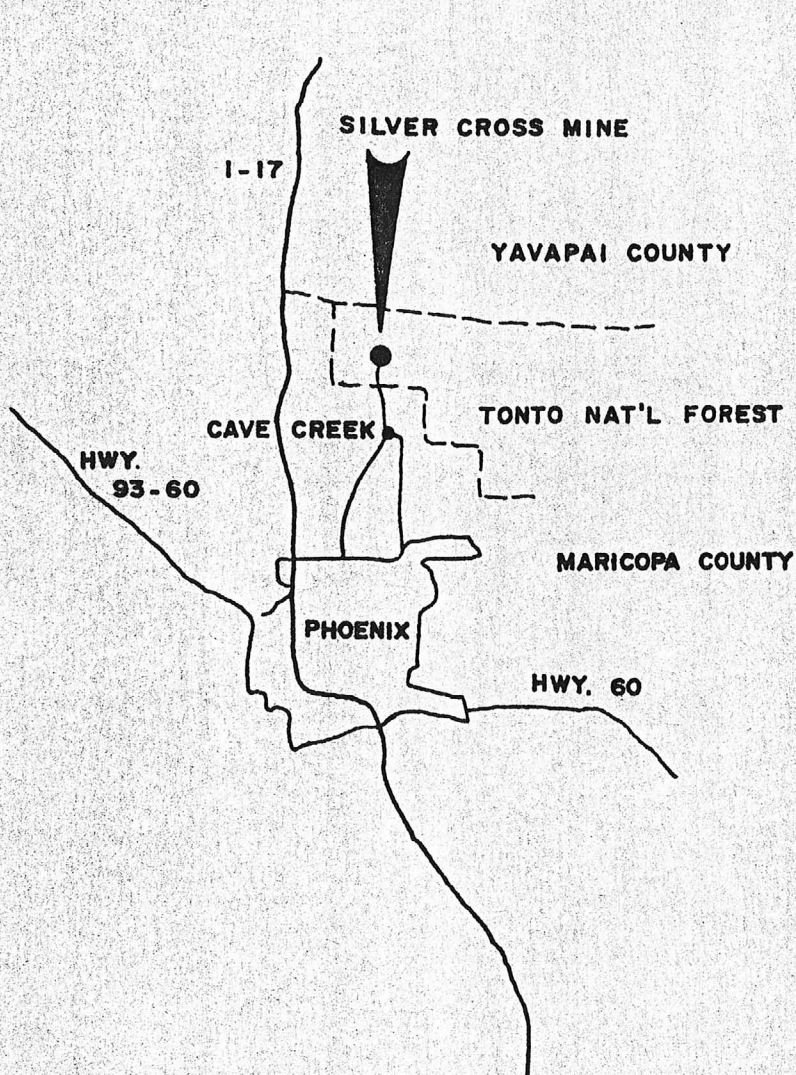 SILVER CROSS MINE
I-17
YAVAPAI COUNTY
TONTO NAT'L FOREST
CAVE CREEK
HWY.
93-60
MARICOPA COUNTY
PHOENIX
HWY. 60